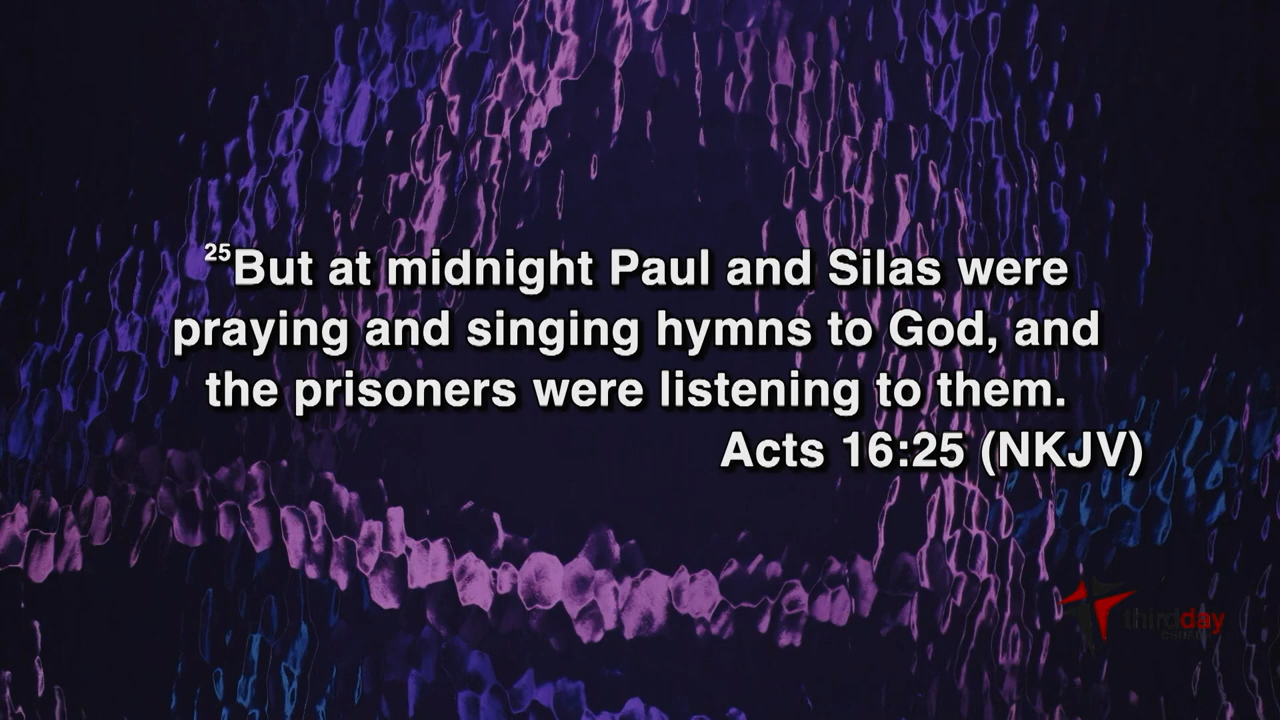 ²⁵But at midnight Paul and Silas were
praying and singing hymns to God, and
the prisoners were listening to them.
Acts 16:25 (NKJV)
thirdday
CHURCH